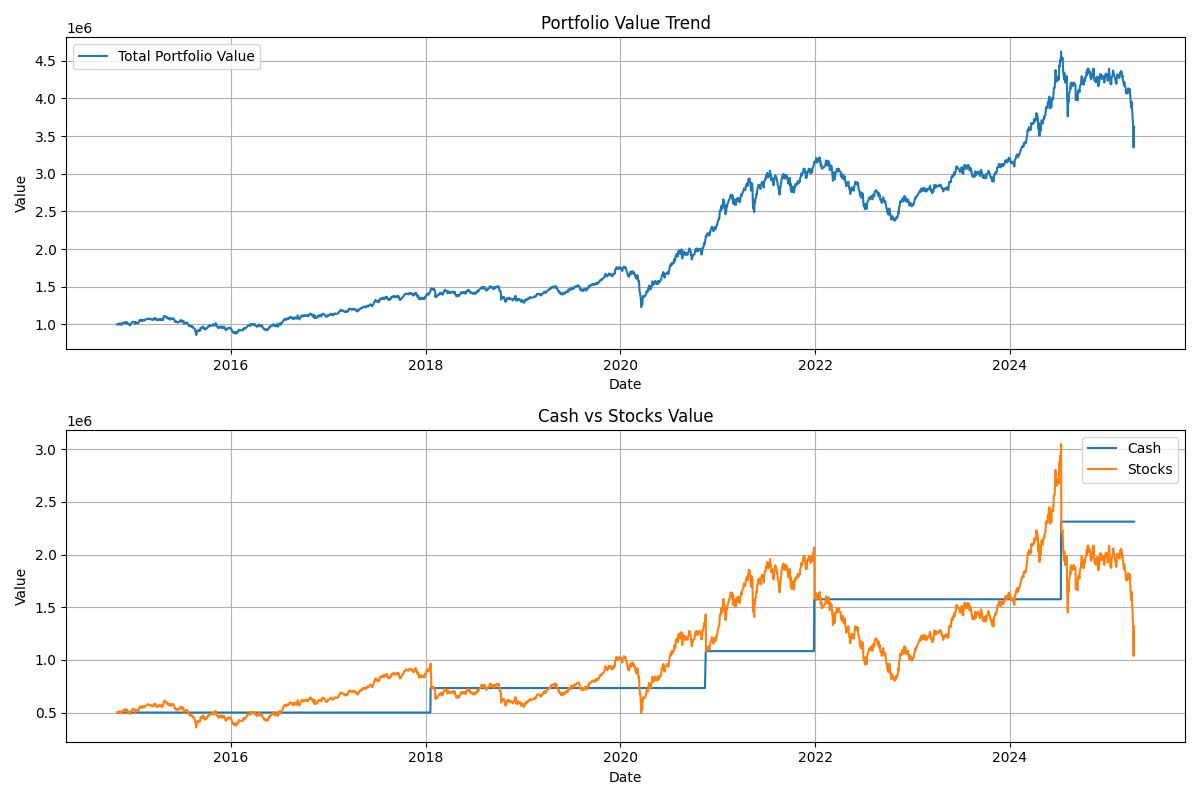 Portfolio Value Trend
1e6
Total Portfolio Value
4.5
4.0
3.5
3.0
2.5
2.0
1.5
1.0
Value
2016 2018 2020 2022 2024
Date
Cash vs Stocks Value
1e6
Cash
Stocks
3.0
2.5
2.0
1.5
1.0
0.5
Value
2016 2018 2020 2022 2024
Date